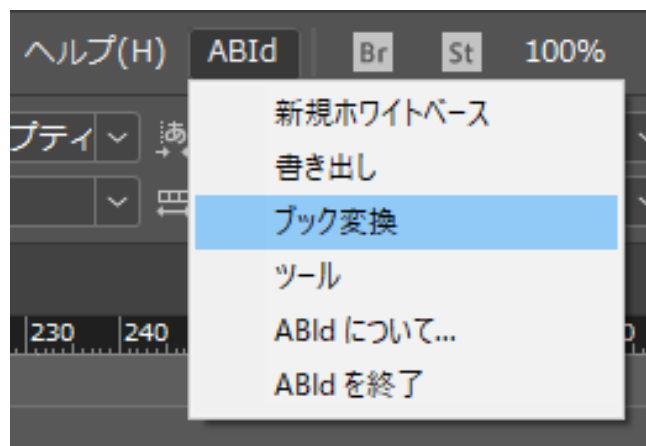 ヘルプ(H) ABId Br St 100%
新規ホワイトベース
プティ あ
書き出し
ブック変換
ツール
230 240
ABId について...
ABId を終了